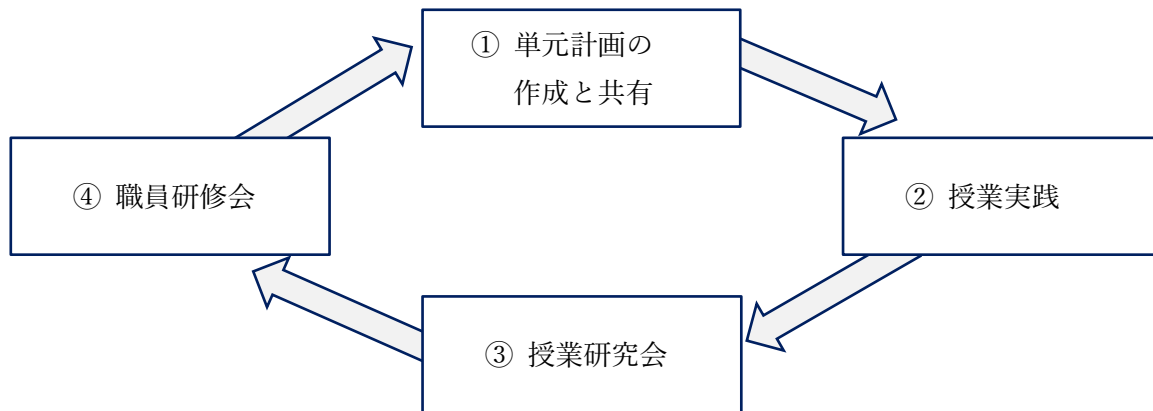 ① 単元計画の
作成と共有
② 授業実践
③ 授業研究会
④ 職員研修会